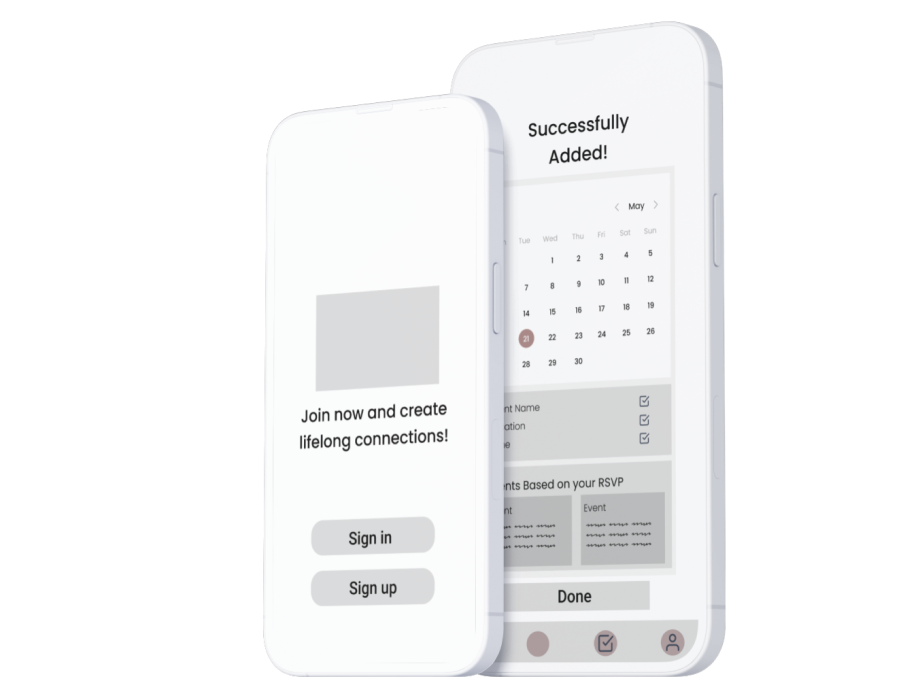 Join now and create
lifelong connections!
Sign in
Sign up
Successfully
Added!
May
Tue Wed Thu Fri Sat Sun
1 2 3 4 5
7 8 9 10 11 12
14 15 16 17 18 19
21 22 23 24 25 26
28 29 30
nt Name
ation
e
nts Based on your RSVP
nt Event
Done